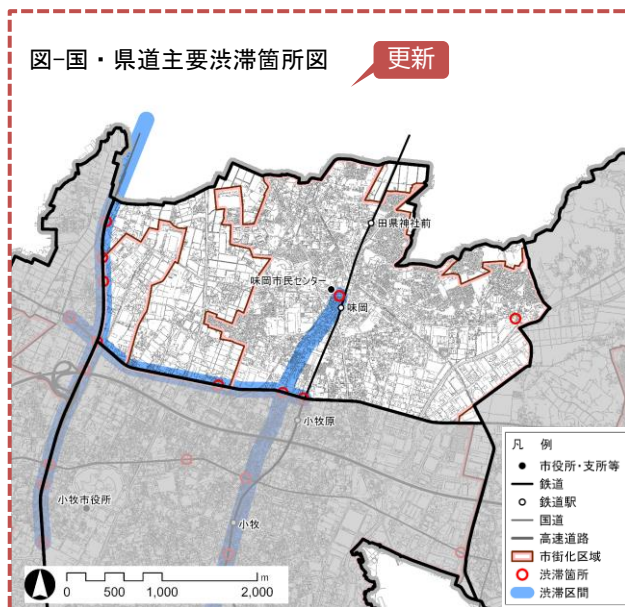 図-国・県道主要渋滞箇所図
更新
田県神社前
味岡市民センター
味岡
小牧原
小牧市役所
小牧
凡 例
市役所・支所等
鉄道
鉄道駅
国道
高速道路
市街化区域
渋滞箇所
渋滞区間
0 500 1,000 2,000
m